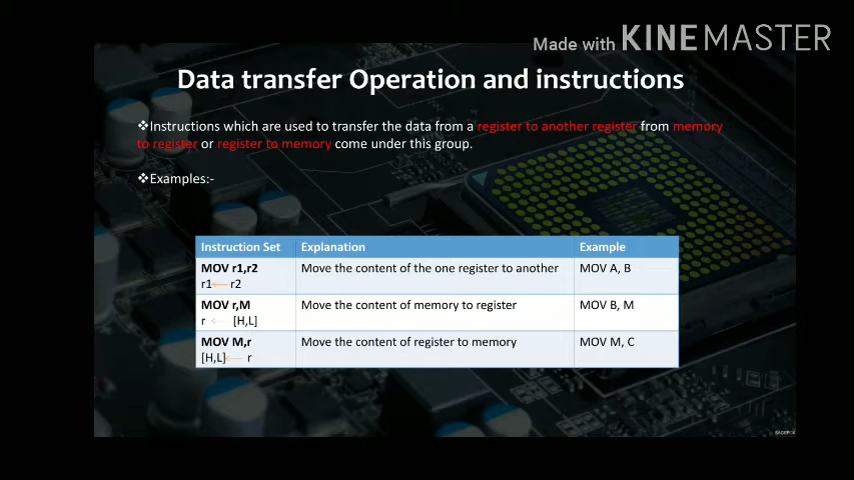 Made with KINEMASTER
Data transfer Operation and instructions
❖Instructions which are used to transfer the data from a register to another register from memory
to register or register to memory come under this group.
❖Examples:-
Instruction Set Explanation Example
MOV r1,r2 Move the content of the one register to another MOV A, B
r1←r2
MOV r,M Move the content of memory to register MOV B, M
r ← [H,L]
MOV M,r Move the content of register to memory MOV M, C
[H,L]← r